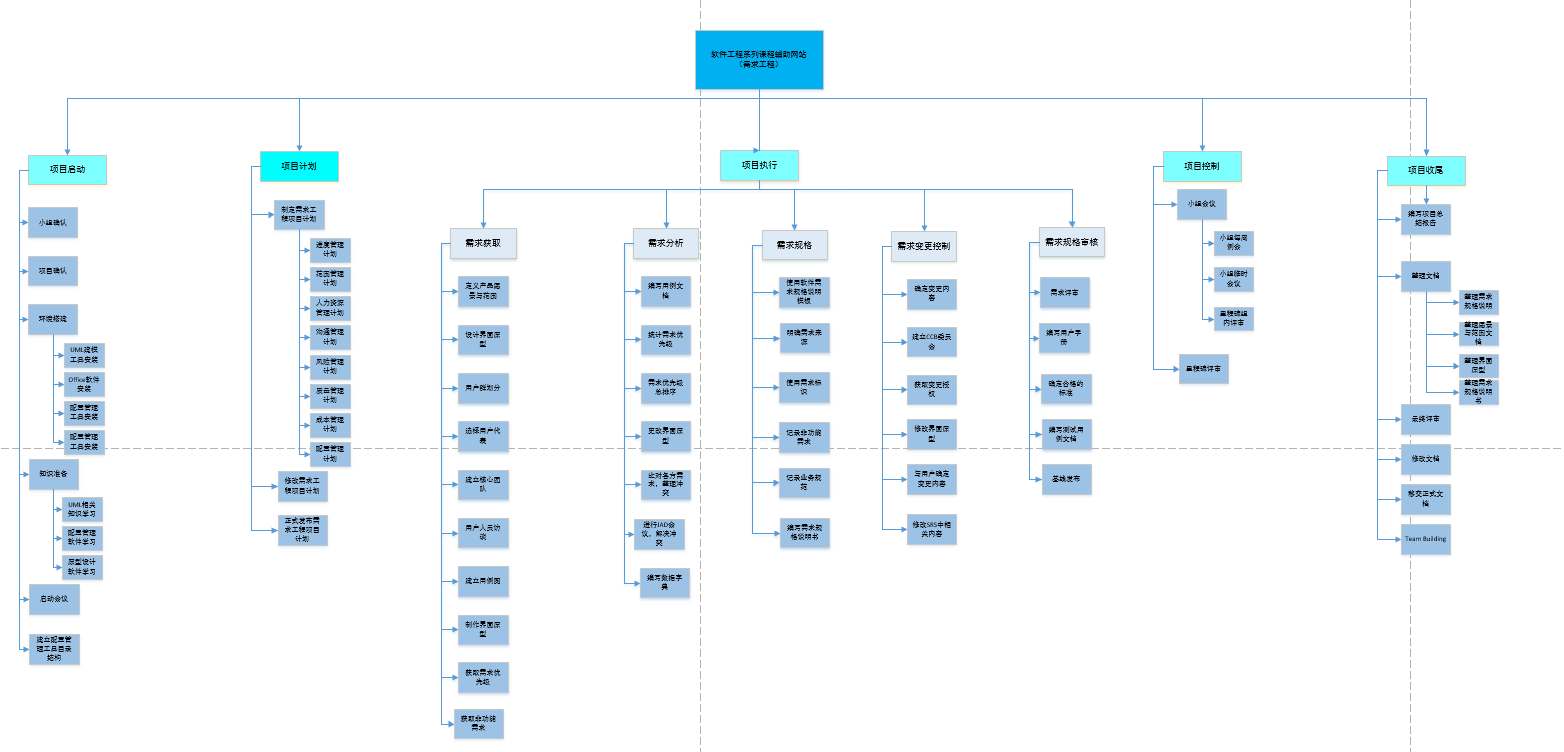 软件工程系列课程辅助网站
（需求工程）
项目启动
小组确认
项目确认
环境搭建
UML建模
工具安装
Office软件
安装
配置管理
工具安装
配置管理
工具安装
知识准备
UML相关
知识学习
配置管理
软件学习
原型设计
软件学习
启动会议
建立配置管
理工具目录
结构
项目计划
制定需求工
程项目计划
进度管理
计划
范围管理
计划
人力资源
管理计划
沟通管理
计划
风险管理
计划
质量管理
计划
成本管理
计划
配置管理
计划
修改需求工
程项目计划
正式发布需
求工程项目
计划
项目执行
需求获取
定义产品愿
景与范围
设计界面原
型
用户群划分
选择用户代
表
建立核心团
队
用户人员访
谈
建立用例图
制作界面原
型
获取需求优
先级
获取非功能
需求
需求分析
编写用例文
档
统计需求优
先级
需求优先级
总排序
更改界面原
型
比对各方需
求，整理冲
突
进行JAD会
议，解决冲
突
编写数据字
典
需求规格
使用软件需
求规格说明
模板
明确需求来
源
使用需求标
识
记录非功能
需求
记录业务规
范
编写需求规
格说明书
需求变更控制
确定变更内
容
建立CCB委员
会
获取变更授
权
修改界面原
型
与用户确定
变更内容
修改SRS中相
关内容
需求规格审核
需求评审
编写用户手
册
确定合格的
标准
编写测试用
例文档
基线发布
项目控制
小组会议
小组每周
例会
小组临时
会议
里程碑组
内评审
里程碑评审
项目收尾
编写项目总
结报告
整理文档
整理需求
规格说明
整理愿景
与范围文
档
整理界面
原型
整理需求
规格说明
书
最终评审
修改文档
移交正式文
档
Team Building